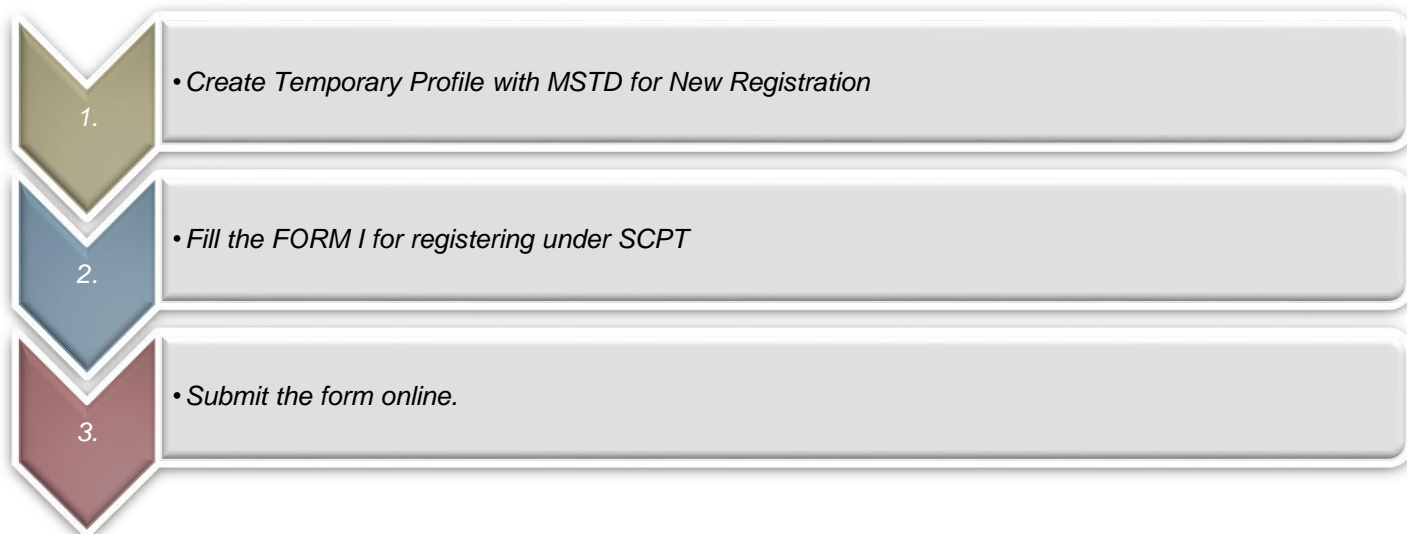 1.
• Create Temporary Profile with MSTD for New Registration
2.
• Fill the FORM I for registering under SCPT
3.
• Submit the form online.